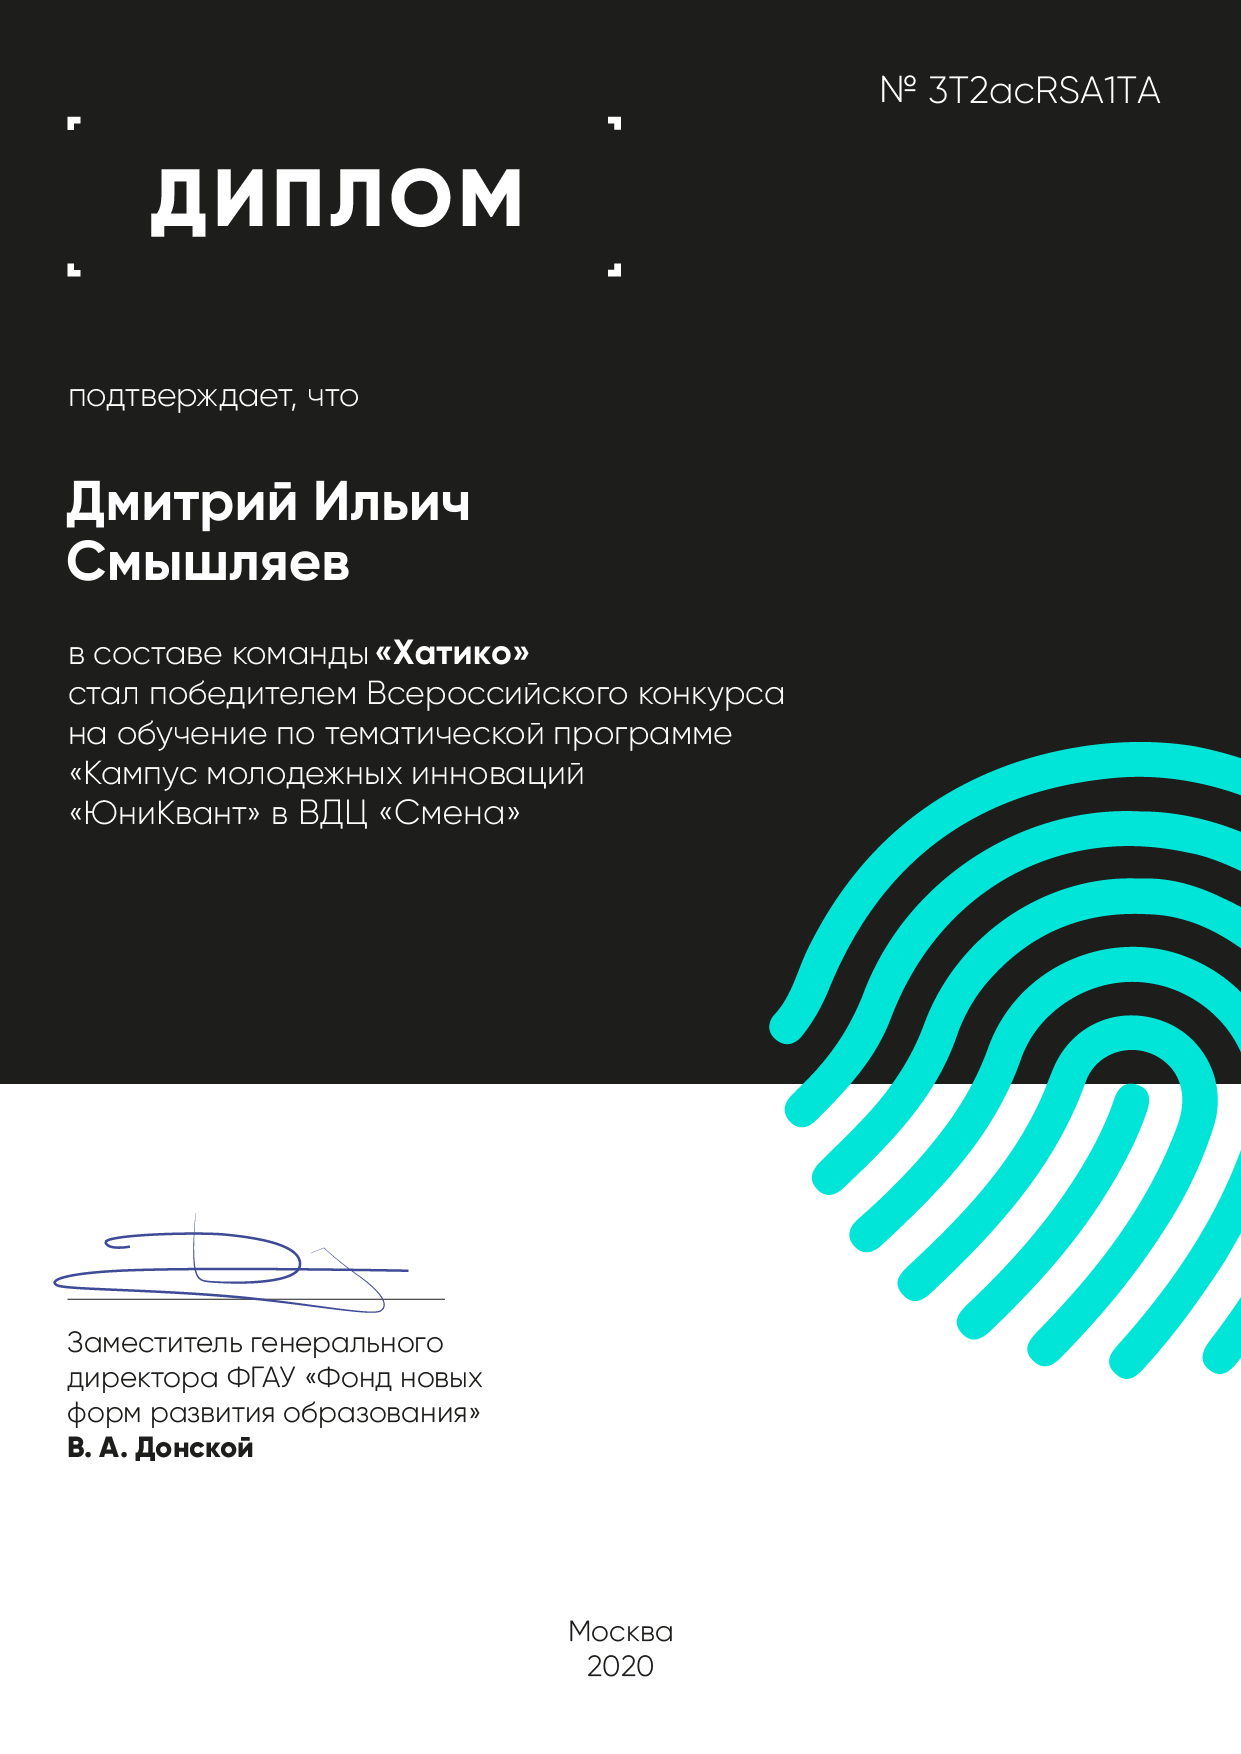 № 3T2acRSA1TA
ДИПЛОМ
подтверждает, что
Дмитрий Ильич
Смышляев
в составе команды «Хатико»
стал победителем Всероссийского конкурса
на обучение по тематической программе
«Кампус молодежных инноваций
«ЮниКвант» в ВДЦ «Смена»
Заместитель генерального
директора ФГАУ «Фонд новых
форм развития образования»
В. А. Донской
Москва
2020